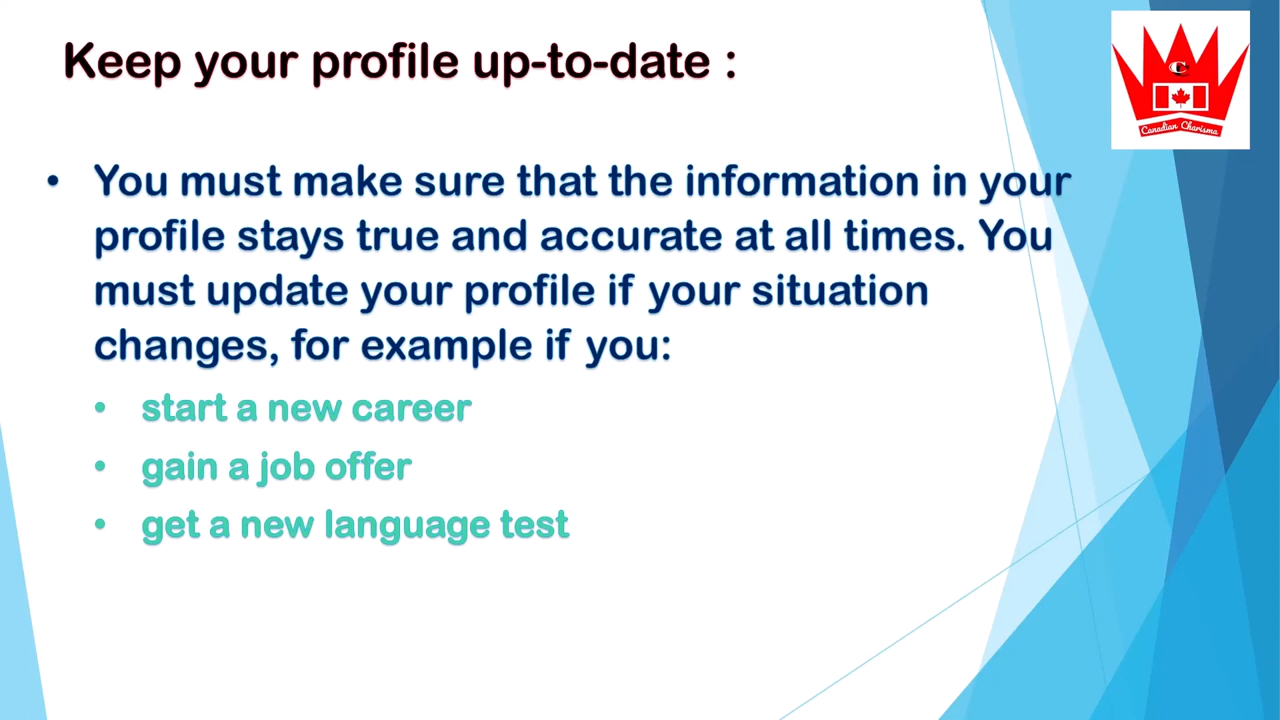 Keep your profile up-to-date :
C
Canadian Charisma
• You must make sure that the information in your
profile stays true and accurate at all times. You
must update your profile if your situation
changes, for example if you:
• start a new career
• gain a job offer
• get a new language test